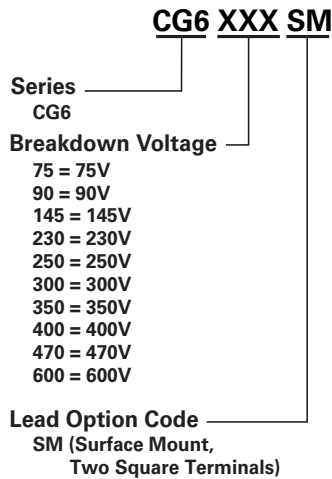 CG6 XXX SM
Series
CG6
Breakdown Voltage
75 = 75V
90 = 90V
145 = 145V
230 = 230V
250 = 250V
300 = 300V
350 = 350V
400 = 400V
470 = 470V
600 = 600V
Lead Option Code
SM (Surface Mount,
Two Square Terminals)